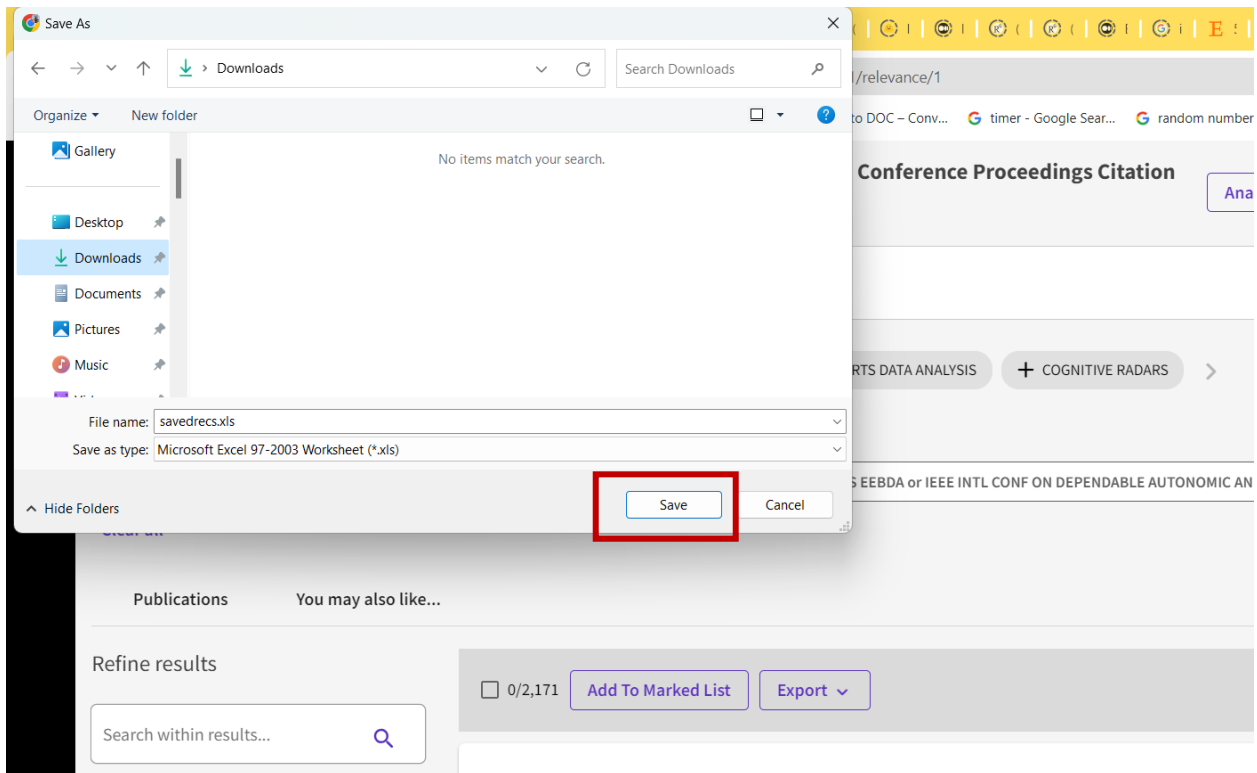 Save As
Downloads
Search Downloads
/relevance/1
Organize
New folder
to DOC – Conv...
timer - Google Sear...
random number
Gallery
No items match your search.
Conference Proceedings Citation
Ana
Desktop
Downloads
Documents
Pictures
Music
RTS DATA ANALYSIS
COGNITIVE RADARS
File name: savedrecs.xls
Save as type: Microsoft Excel 97-2003 Worksheet (*.xls)
EEBDA or IEEE INTL CONF ON DEPENDABLE AUTONOMIC AN
Save
Cancel
Hide Folders
Clear all
Publications
You may also like...
Refine results
0/2,171
Add To Marked List
Export
Search within results...